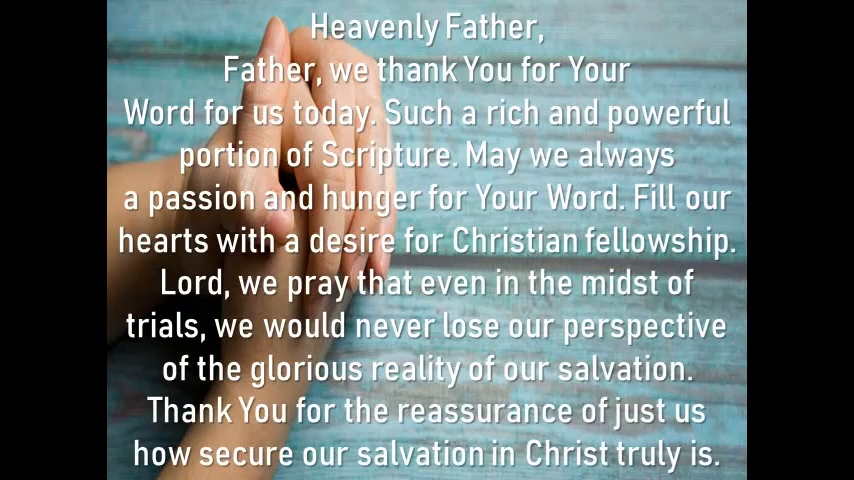 Heavenly Father,
Father, we thank You for Your
Word for us today. Such a rich and powerful
portion of Scripture. May we always
a passion and hunger for Your Word. Fill our
hearts with a desire for Christian fellowship.
Lord, we pray that even in the midst of
trials, we would never lose our perspective
of the glorious reality of our salvation.
Thank You for the reassurance of just us
how secure our salvation in Christ truly is.